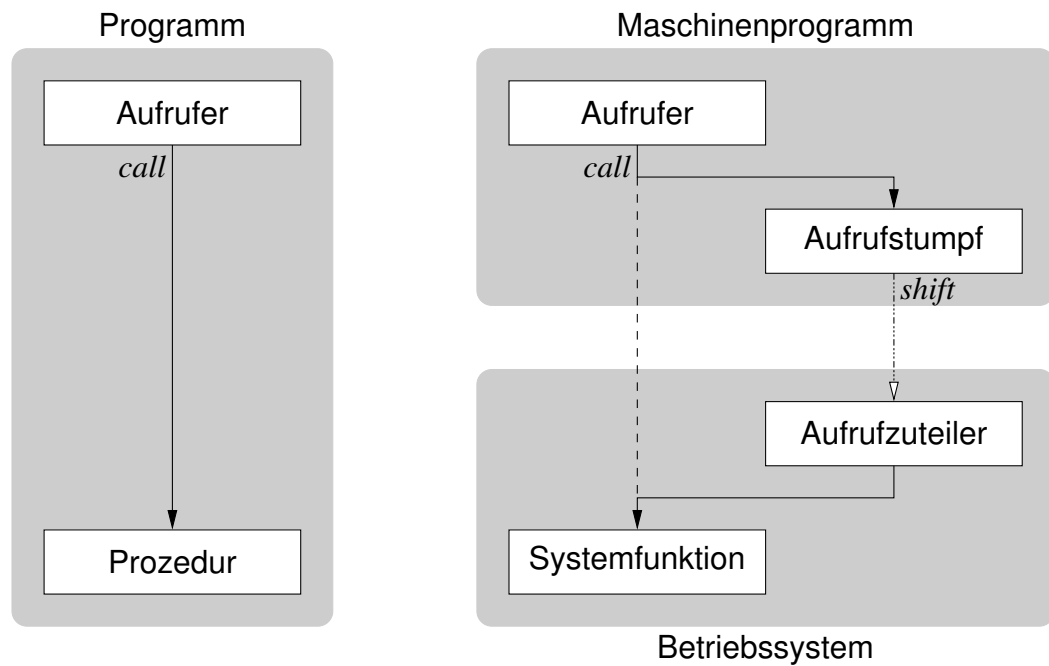 Programm
Aufrufer
call
Prozedur
Maschinenprogramm
Aufrufer
call
Aufrufstumpf
shift
Aufrufzuteiler
Systemfunktion
Betriebssystem